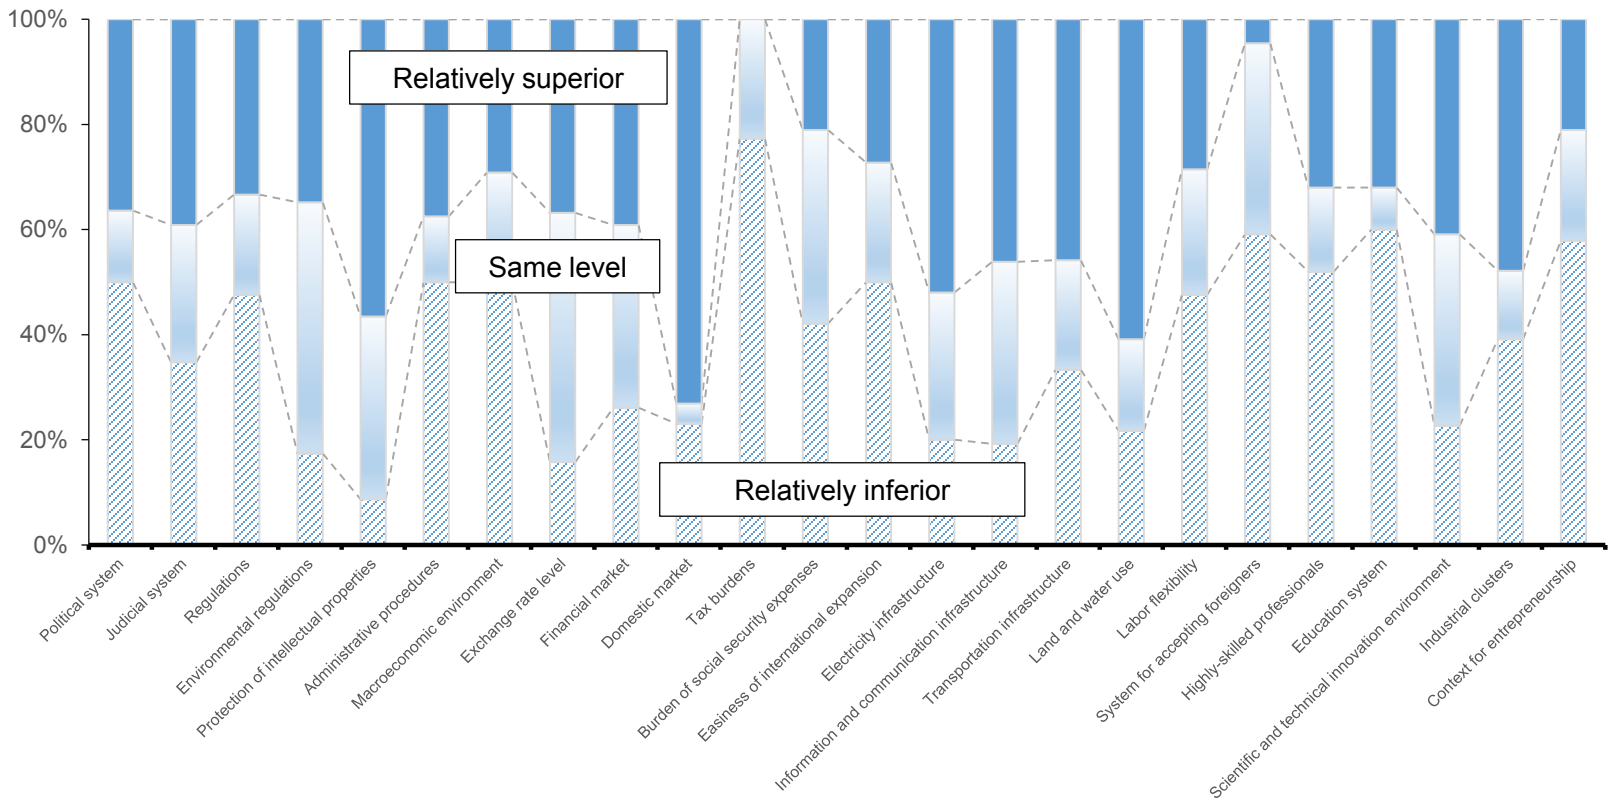 100%
80%
60%
40%
20%
0%
Relatively superior
Same level
Relatively inferior
Political system
Judicial system
Regulations
Environmental regulations
Protection of intellectual properties
Administrative procedures
Macroeconomic environment
Exchange rate level
Financial market
Domestic market
Tax burdens
Burden of social security expenses
Easiness of international expansion
Electricity infrastructure
Information and communication infrastructure
Transportation infrastructure
Land and water use
Labor flexibility
System for accepting foreigners
Highly-skilled professionals
Education system
Scientific and technical innovation environment
Industrial clusters
Context for entrepreneurship